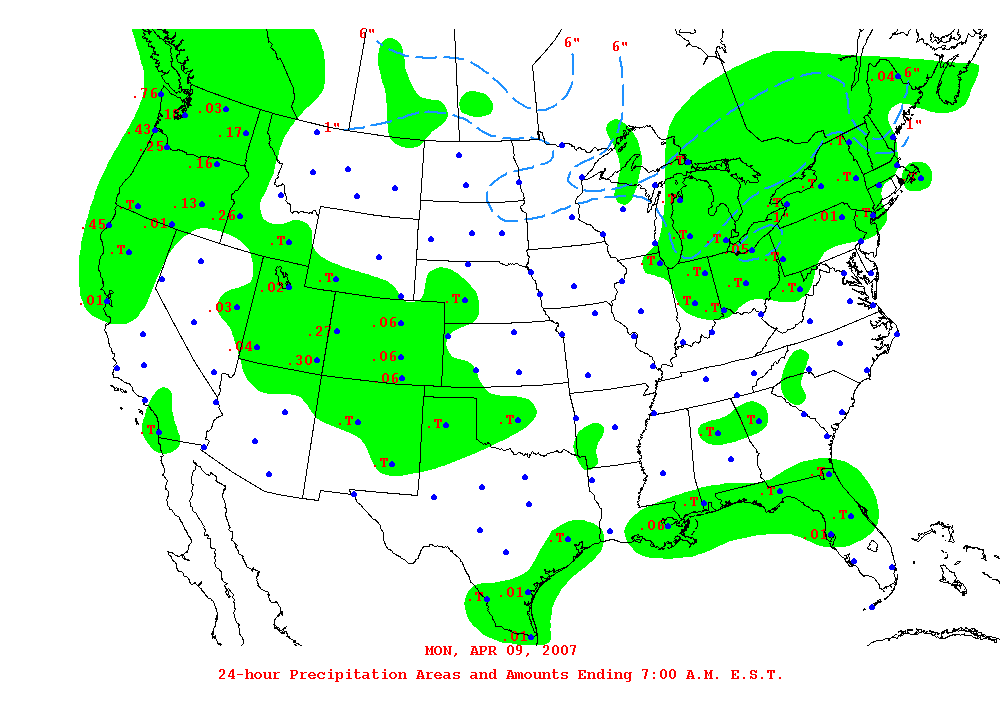 6"
6"
6"
.04 6"
.76
.03
1"
1"
.43
.17
.25
.T
.16
T
.T
.T
T
.13
T
.26
1"
.01
T
.45
.01
.T
T
T
.05
.T
.T
T
.T
.T
.02
.T
.T
.01
.03
T
.T
.T
.06
.27
.04
.30
.06
.06
.T
.T
.T
.T
.T
.T
.T
.T
.T
.T
.T
.06
.01
.T
.01
.T
.01
MON, APR 09, 2007
24-hour Precipitation Areas and Amounts Ending 7:00 A.M. E.S.T.